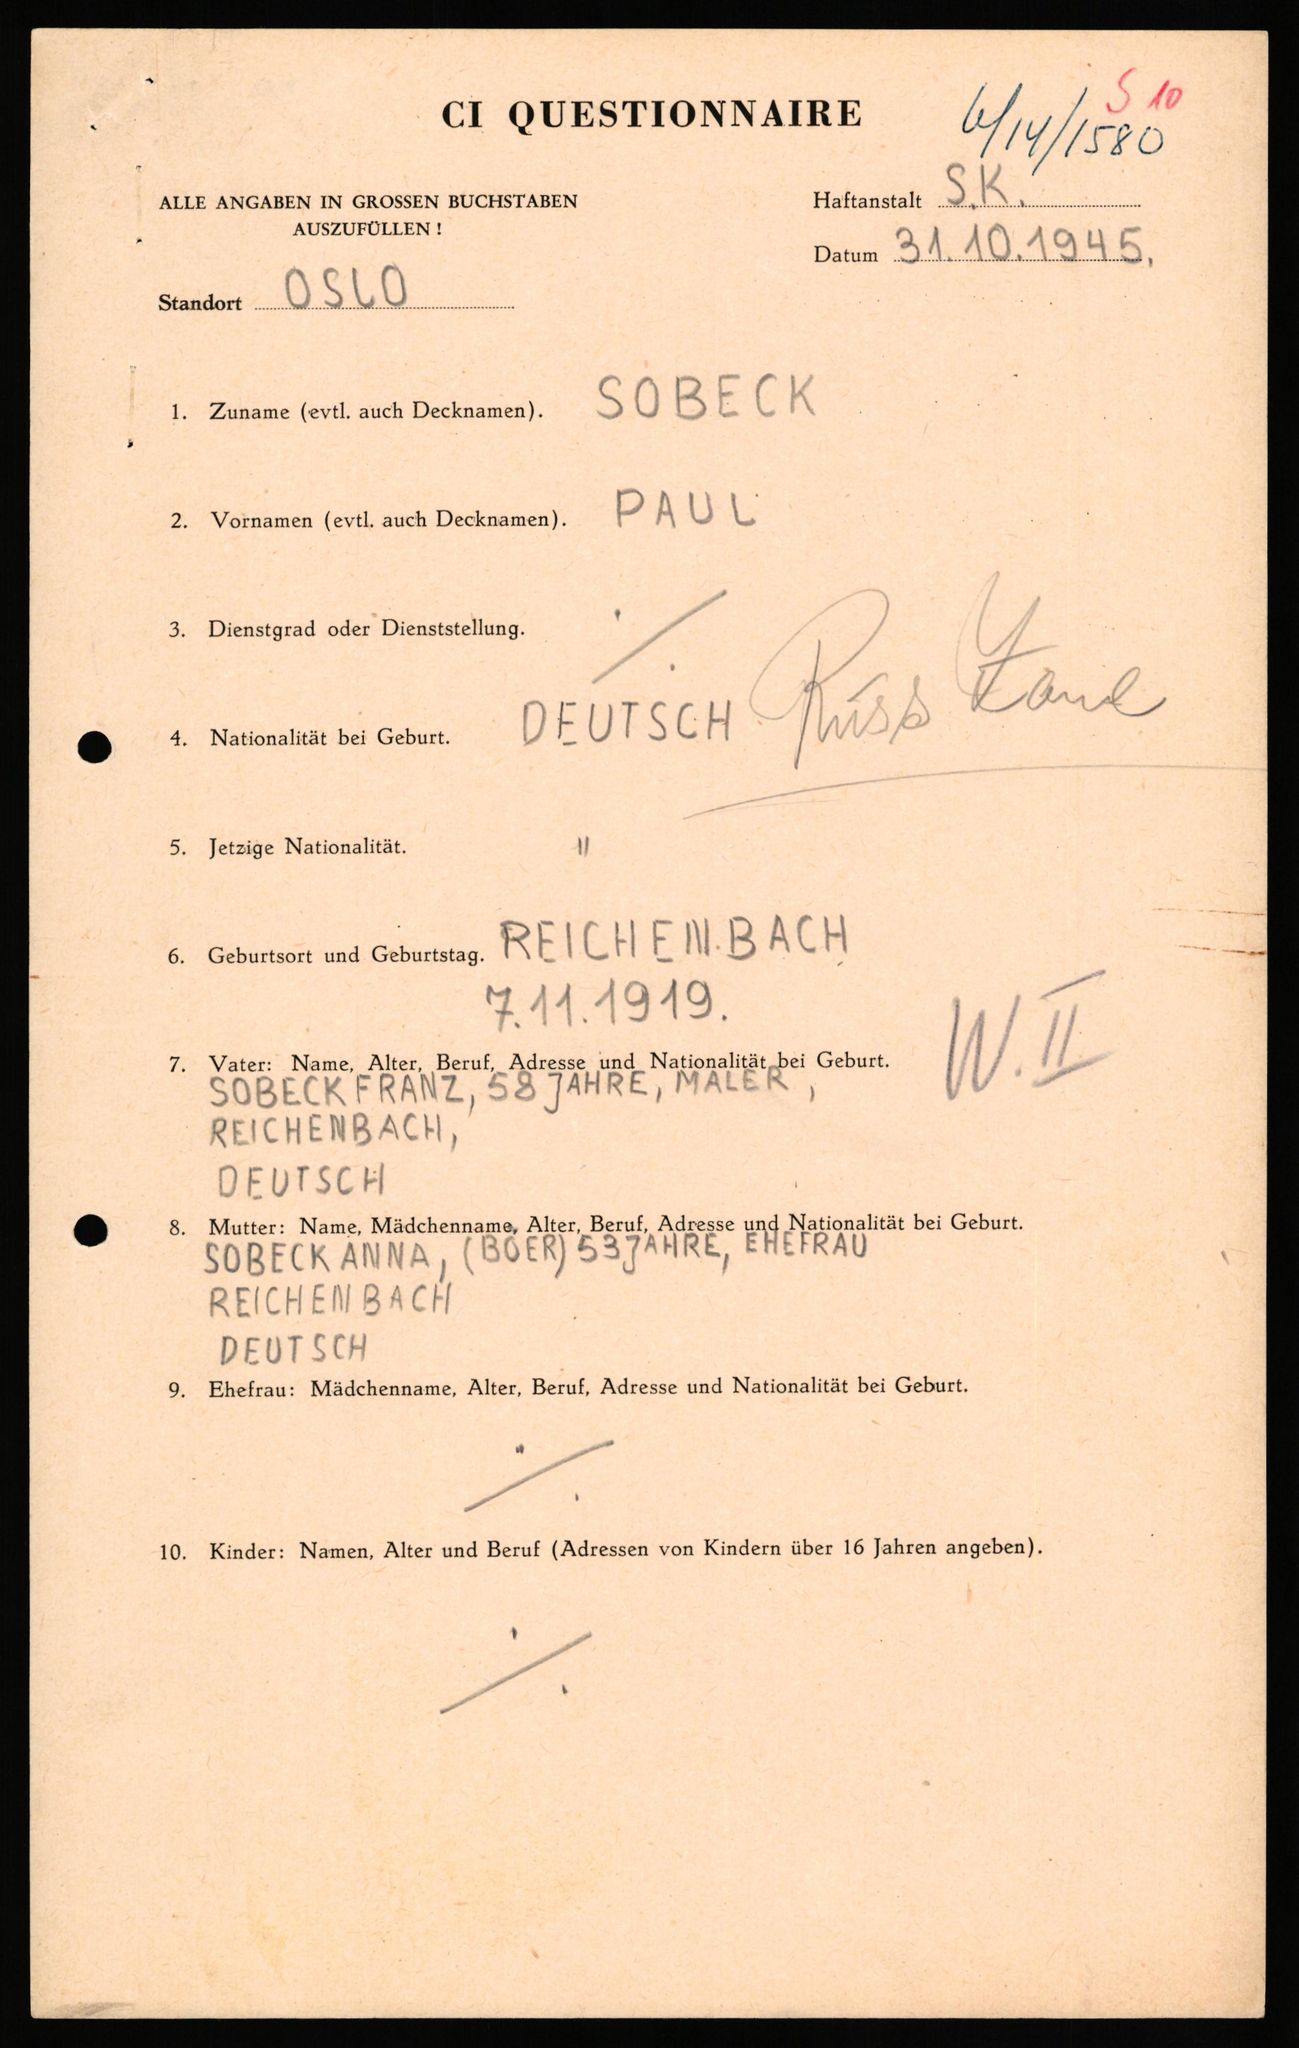 CI QUESTIONNAIRE
S 10
6/14/1580
ALLE ANGABEN IN GROSSEN BUCHSTABEN
AUSZUFÜLLEN!
Haftanstalt S.K.
Datum 31.10.1945.
Standort OSLO
1. Zuname (evtl. auch Decknamen). SOBECK
2. Vornamen (evtl. auch Decknamen). PAUL
3. Dienstgrad oder Dienststellung. ./.
4. Nationalität bei Geburt. DEUTSCH Russ Zone
5. Jetzige Nationalität. "
6. Geburtsort und Geburtstag. REICHENBACH
7.11.1919.
W. II
7. Vater: Name, Alter, Beruf, Adresse und Nationalität bei Geburt.
SOBECK FRANZ, 58 JAHRE, MALER,
REICHENBACH,
DEUTSCH
8. Mutter: Name, Mädchenname, Alter, Beruf, Adresse und Nationalität bei Geburt.
SOBECK ANNA, (BOER) 53 JAHRE, EHEFRAU
REICHENBACH
DEUTSCH
9. Ehefrau: Mädchenname, Alter, Beruf, Adresse und Nationalität bei Geburt.
./.
10. Kinder: Namen, Alter und Beruf (Adressen von Kindern über 16 Jahren angeben).
./.